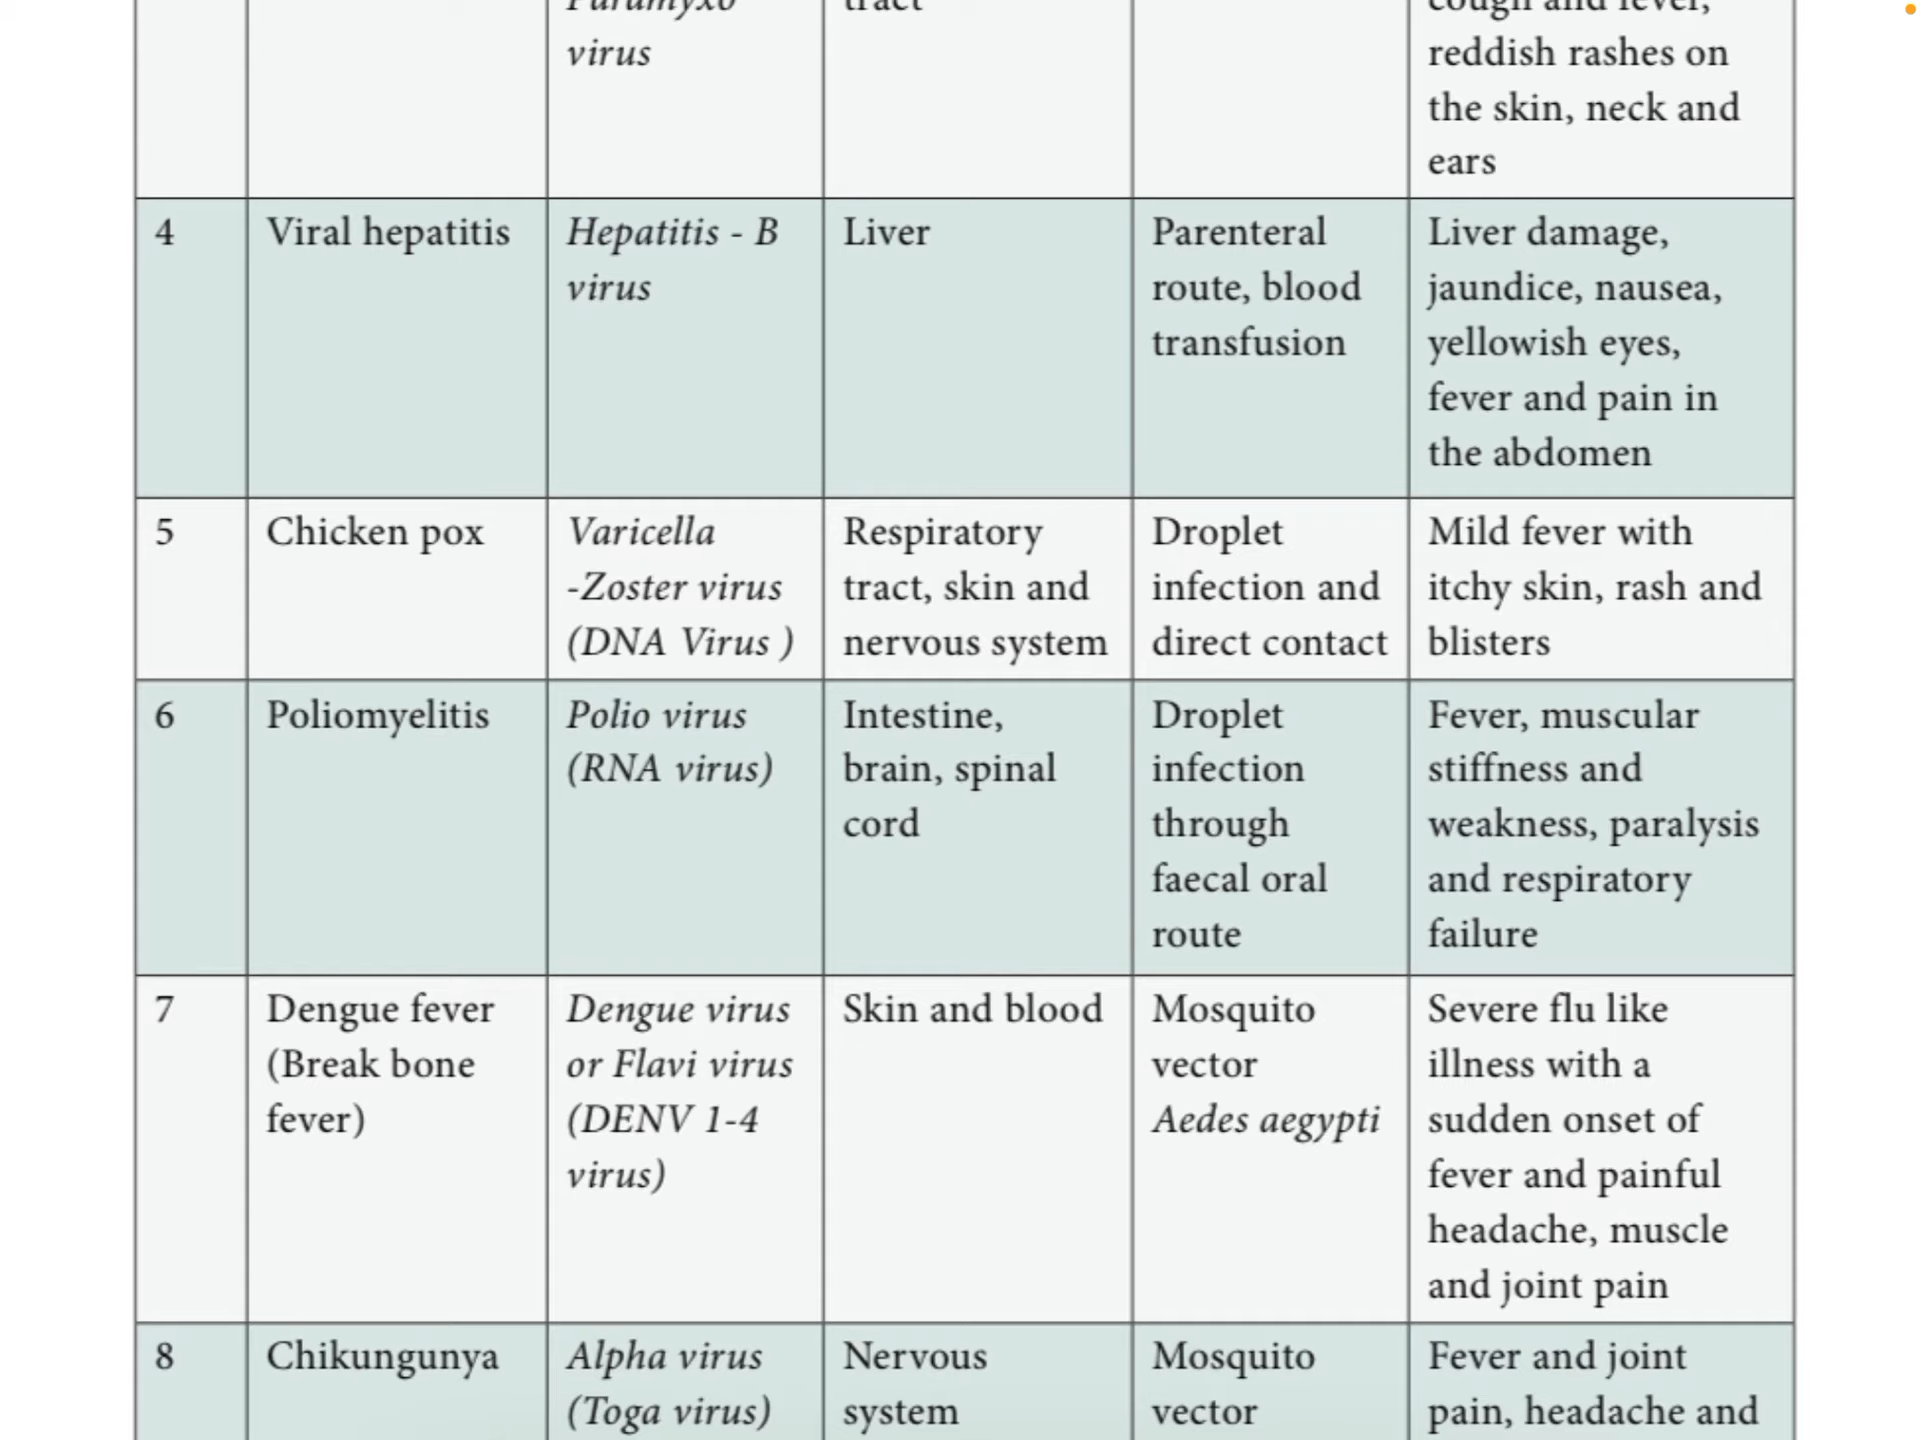 Paramyxo
virus
tract
cough and fever,
reddish rashes on
the skin, neck and
ears
4
Viral hepatitis
Hepatitis - B
virus
Liver
Parenteral
route, blood
transfusion
Liver damage,
jaundice, nausea,
yellowish eyes,
fever and pain in
the abdomen
5
Chicken pox
Varicella
-Zoster virus
(DNA Virus )
Respiratory
tract, skin and
nervous system
Droplet
infection and
direct contact
Mild fever with
itchy skin, rash and
blisters
6
Poliomyelitis
Polio virus
(RNA virus)
Intestine,
brain, spinal
cord
Droplet
infection
through
faecal oral
route
Fever, muscular
stiffness and
weakness, paralysis
and respiratory
failure
7
Dengue fever
(Break bone
fever)
Dengue virus
or Flavi virus
(DENV 1-4
virus)
Skin and blood
Mosquito
vector
Aedes aegypti
Severe flu like
illness with a
sudden onset of
fever and painful
headache, muscle
and joint pain
8
Chikungunya
Alpha virus
(Toga virus)
Nervous
system
Mosquito
vector
Fever and joint
pain, headache and